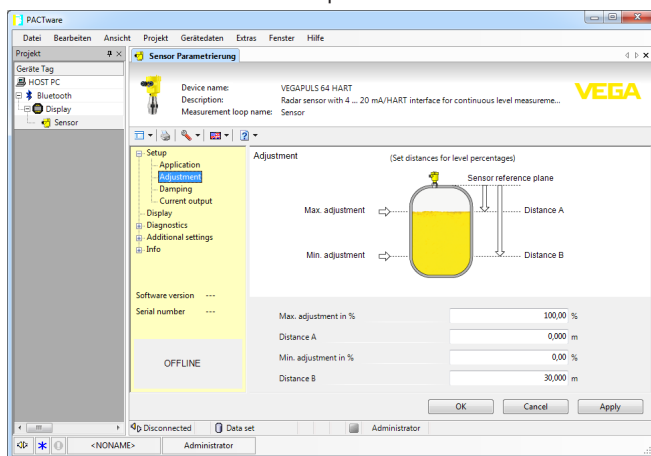 PACTware
Datei Bearbeiten Ansicht Projekt Gerätedaten Extras Fenster Hilfe
Projekt
Geräte Tag
HOST PC
Bluetooth
Display
Sensor
Sensor Parametrierung
Device name: VEGAPULS 64 HART
Description: Radar sensor with 4 ... 20 mA/HART interface for continuous level measureme...
Measurement loop name: Sensor
VEGA
Setup
Application
Adjustment
Damping
Current output
Display
Diagnostics
Additional settings
Info
Software version ---
Serial number ---
OFFLINE
Adjustment (Set distances for level percentages)
Sensor reference plane
Max. adjustment Distance A
Min. adjustment Distance B
Max. adjustment in % 100,00 %
Distance A 0,000 m
Min. adjustment in % 0,00 %
Distance B 30,000 m
OK Cancel Apply
Disconnected Data set Administrator
<NONAME> Administrator